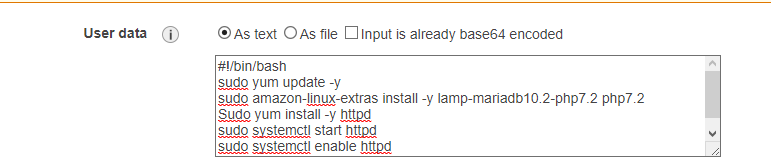 User data i As text As file Input is already base64 encoded
#!/bin/bash
sudo yum update -y
sudo amazon-linux-extras install -y lamp-mariadb10.2-php7.2 php7.2
Sudo yum install -y httpd
sudo systemctl start httpd
sudo systemctl enable httpd